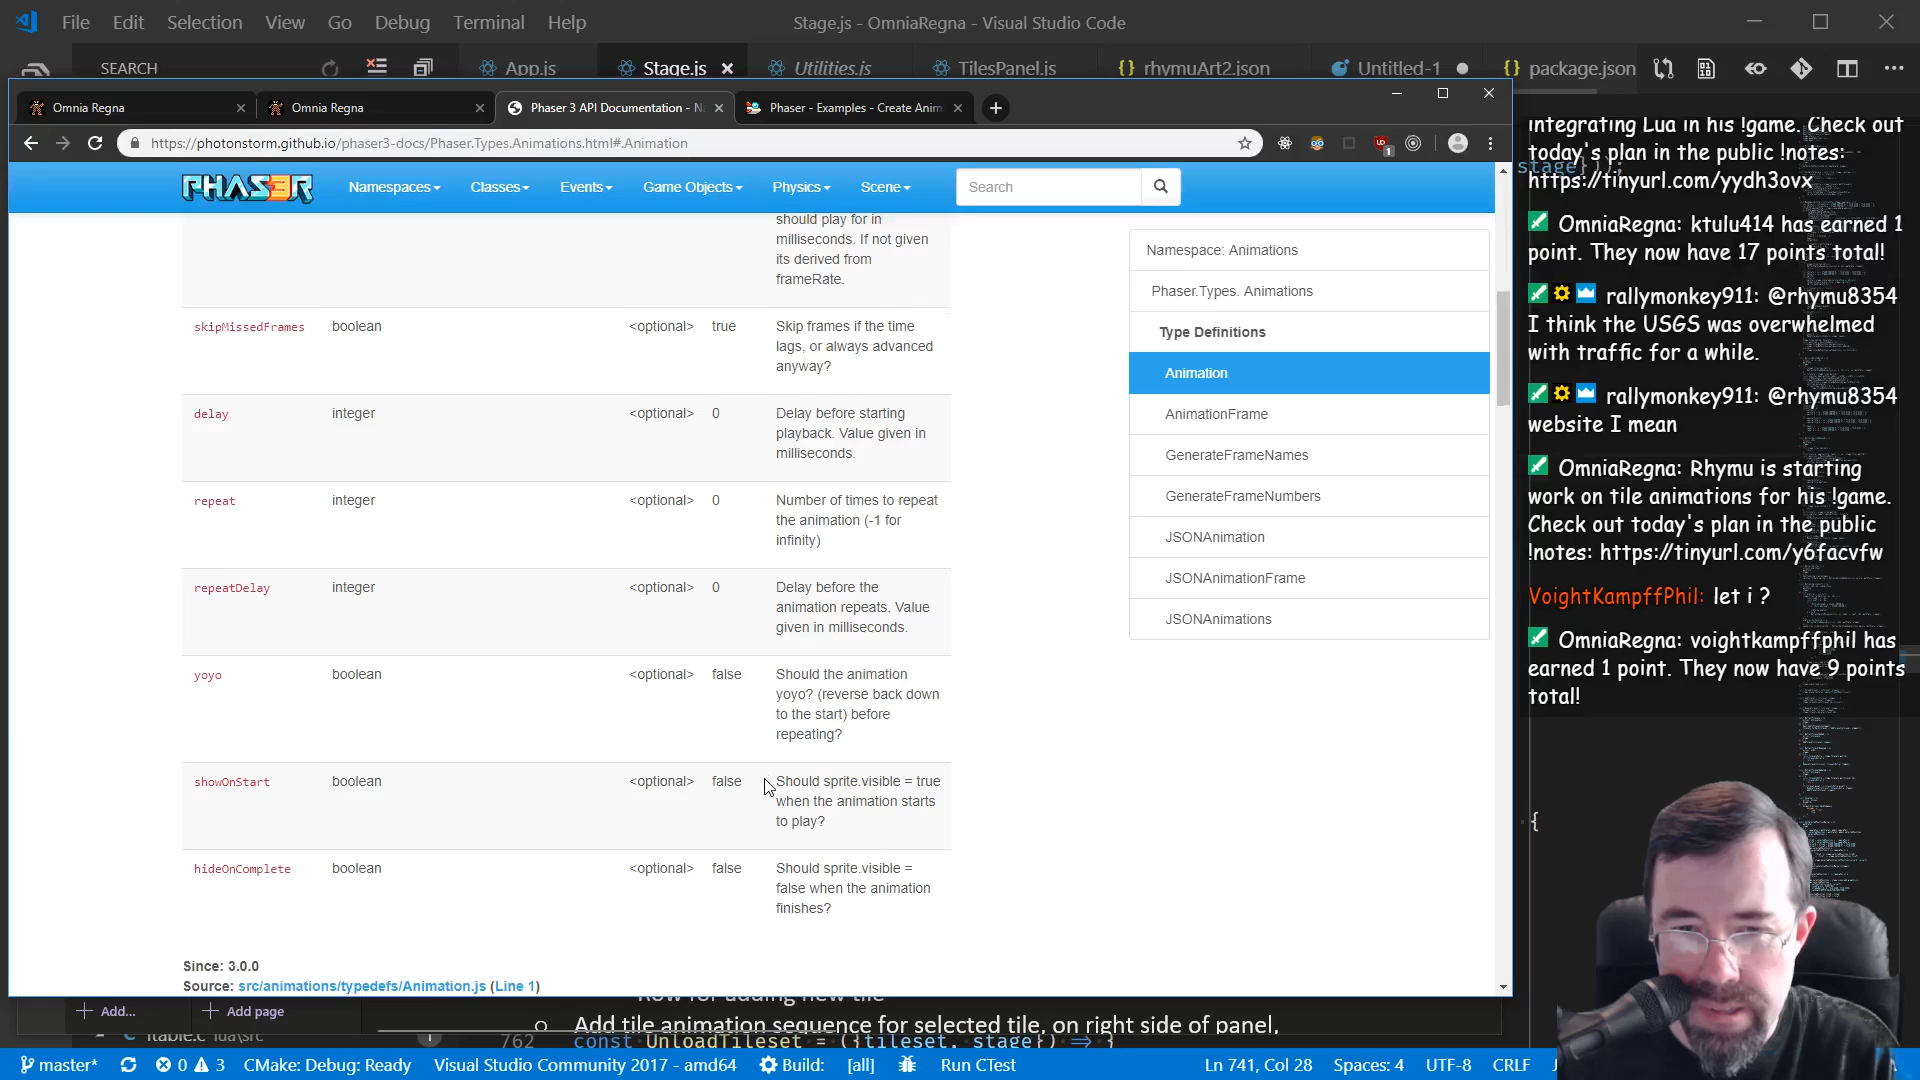 File Edit Selection View Go Debug Terminal Help
Stage.js - OmniaRegna - Visual Studio Code
SEARCH
App.js
Stage.js
Utilities.js
TilesPanel.js
{} rhymuArt2.json
Untitled-1
{} package.json
Omnia Regna
Omnia Regna
Phaser 3 API Documentation - N
Phaser - Examples - Create Anim
https://photonstorm.github.io/phaser3-docs/Phaser.Types.Animations.html#.Animation
PHASER
Namespaces
Classes
Events
Game Objects
Physics
Scene
Search
should play for in
milliseconds. If not given
its derived from
frameRate.
skipMissedFrames boolean <optional> true Skip frames if the time
lags, or always advanced
anyway?
delay integer <optional> 0 Delay before starting
playback. Value given in
milliseconds.
repeat integer <optional> 0 Number of times to repeat
the animation (-1 for
infinity)
repeatDelay integer <optional> 0 Delay before the
animation repeats. Value
given in milliseconds.
yoyo boolean <optional> false Should the animation
yoyo? (reverse back down
to the start) before
repeating?
showOnStart boolean <optional> false Should sprite.visible = true
when the animation starts
to play?
hideOnComplete boolean <optional> false Should sprite.visible =
false when the animation
finishes?
Since: 3.0.0
Source: src/animations/typedefs/Animation.js (Line 1)
Namespace: Animations
Phaser.Types. Animations
Type Definitions
Animation
AnimationFrame
GenerateFrameNames
GenerateFrameNumbers
JSONAnimation
JSONAnimationFrame
JSONAnimations
integrating Lua in his !game. Check out
today's plan in the public !notes:
https://tinyurl.com/yydh3ovx
stage
OmniaRegna: ktulu414 has earned 1
point. They now have 17 points total!
rallymonkey911: @rhymu8354
I think the USGS was overwhelmed
with traffic for a while.
rallymonkey911: @rhymu8354
website I mean
OmniaRegna: Rhymu is starting
work on tile animations for his !game.
Check out today's plan in the public
!notes: https://tinyurl.com/y6facvfw
VoightKampffPhil: let i ?
OmniaRegna: voightkampffphil has
earned 1 point. They now have 9 points
total!
{
Row for adding new tile
Add...
Add page
Add tile animation sequence for selected tile, on right side of panel,
ltable.c lua\src
762 const UnloadTileset = ({tileset, stage}) => {
master*
0
3
CMake: Debug: Ready
Visual Studio Community 2017 - amd64
Build:
[all]
Run CTest
Ln 741, Col 28
Spaces: 4
UTF-8
CRLF